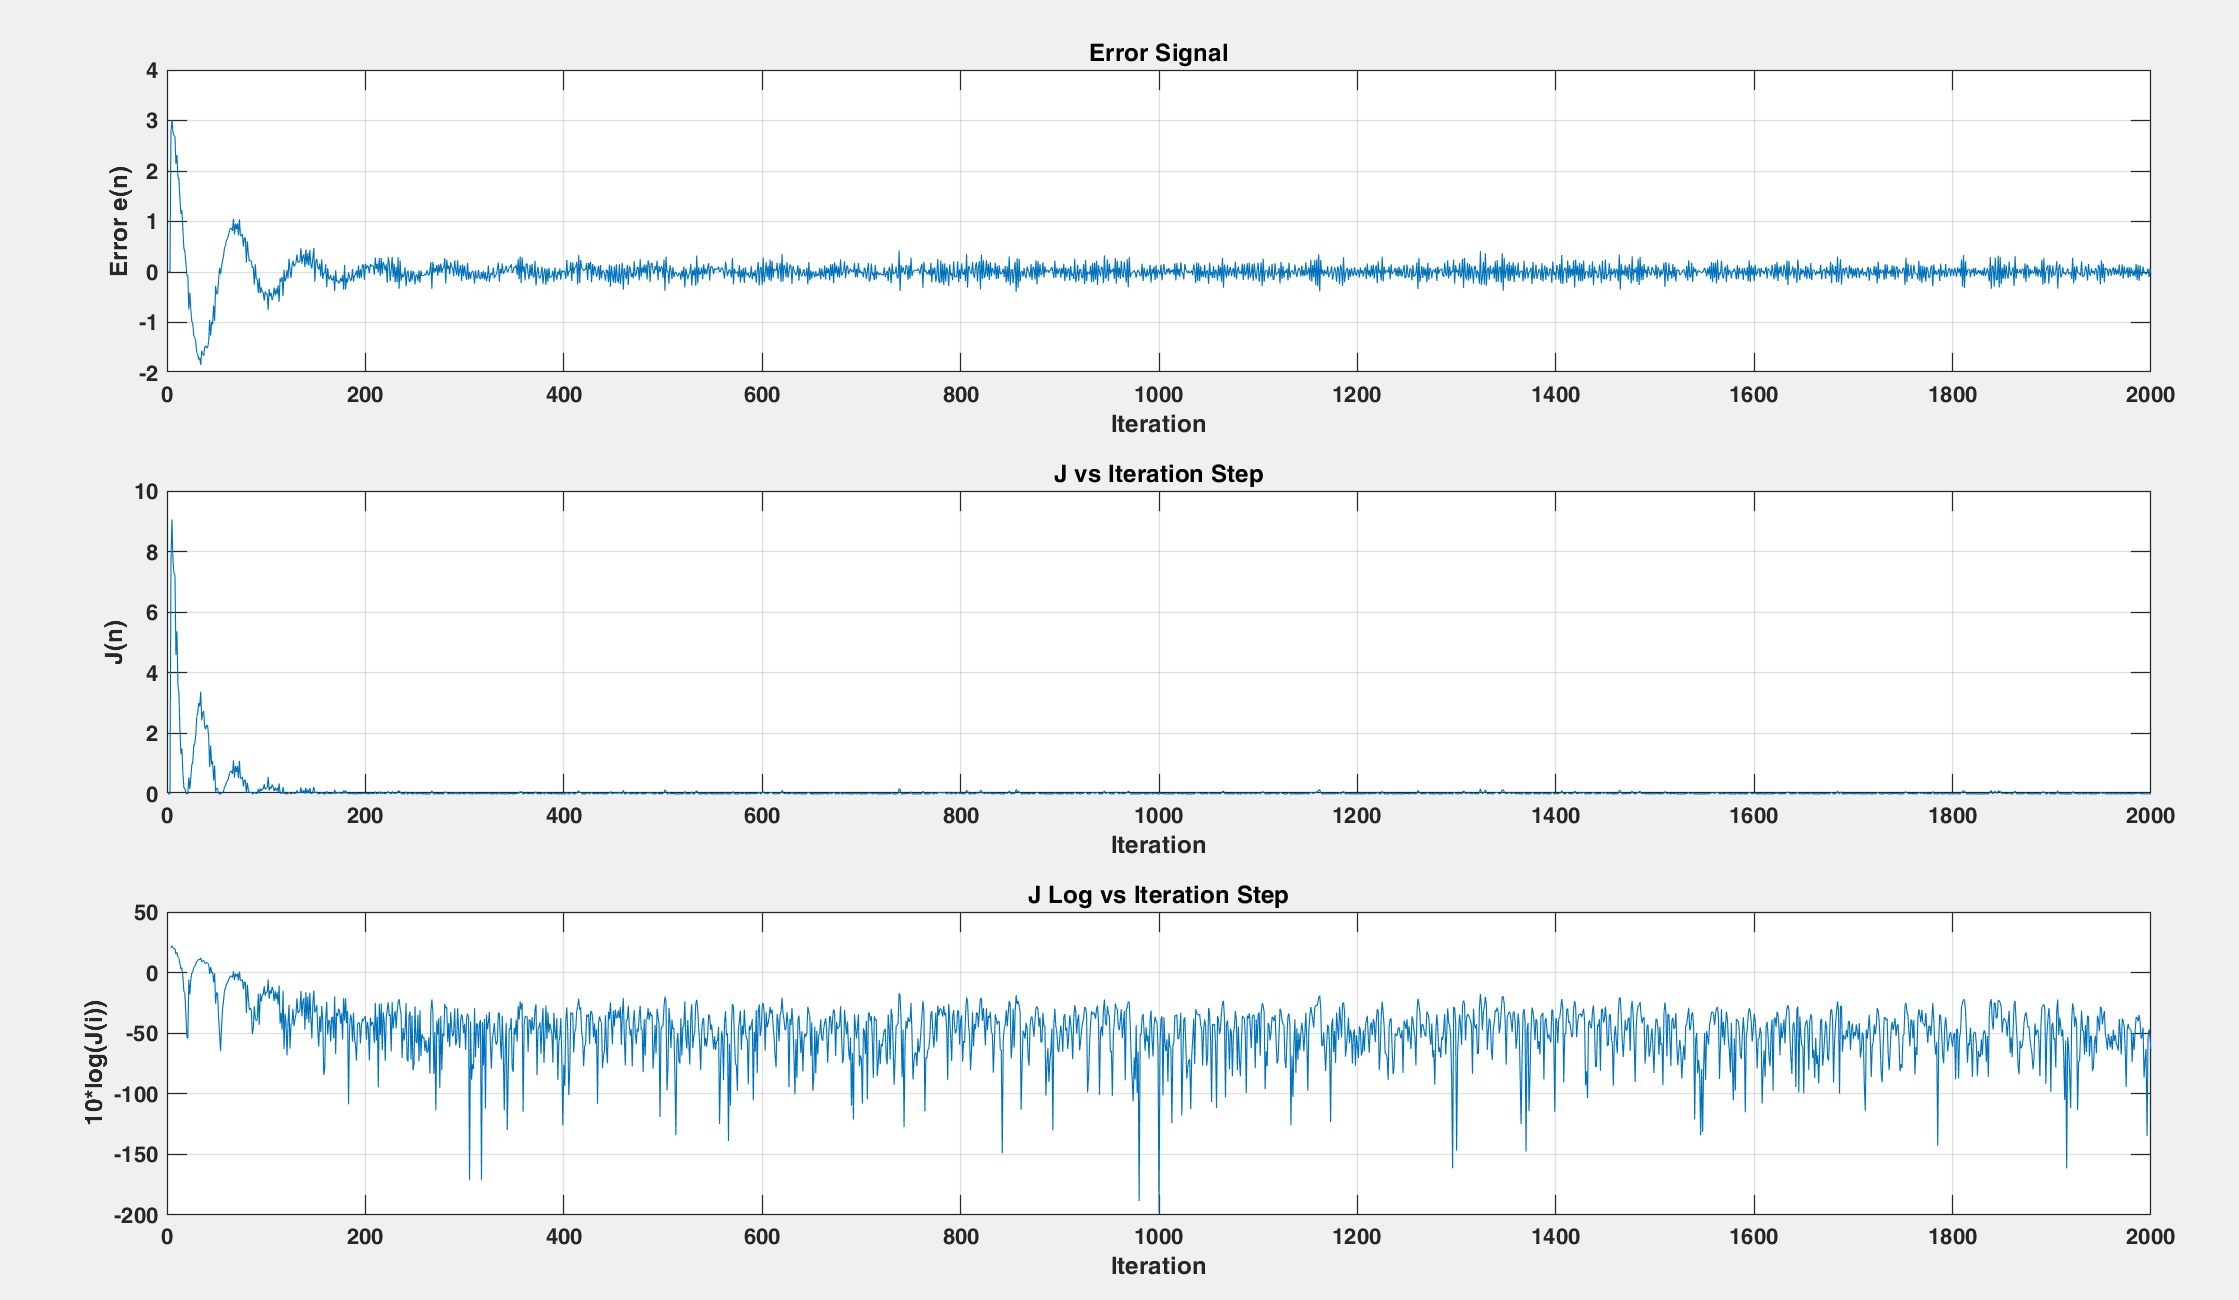 Error Signal
4
3
2
1
0
-1
-2
Error e(n)
0 200 400 600 800 1000 1200 1400 1600 1800 2000
Iteration
J vs Iteration Step
10
8
6
4
2
0
J(n)
0 200 400 600 800 1000 1200 1400 1600 1800 2000
Iteration
J Log vs Iteration Step
50
0
-50
-100
-150
-200
10*log(J(i))
0 200 400 600 800 1000 1200 1400 1600 1800 2000
Iteration